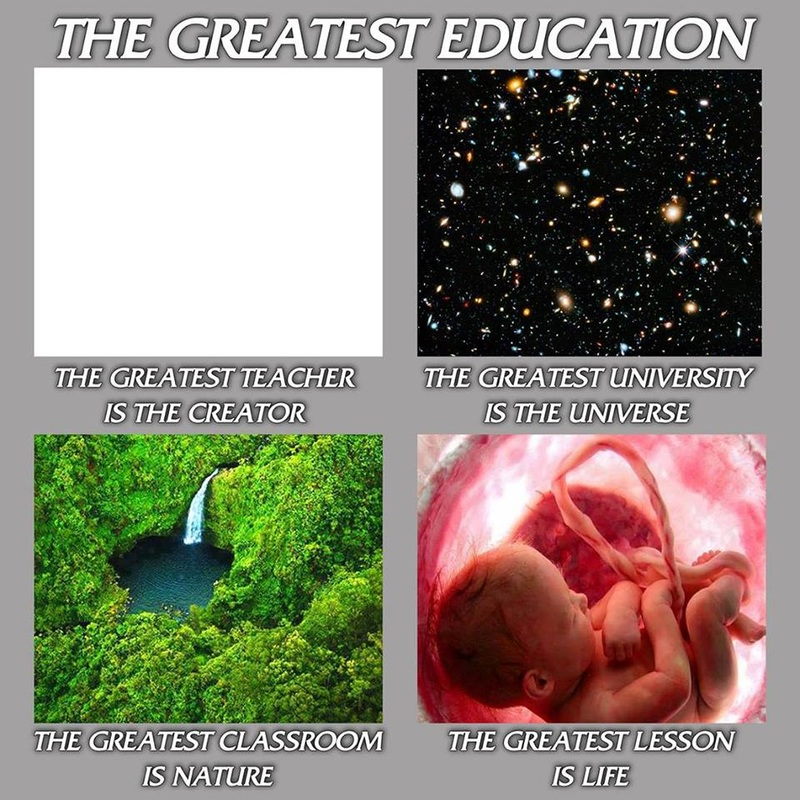 THE GREATEST EDUCATION
THE GREATEST TEACHER
IS THE CREATOR
THE GREATEST UNIVERSITY
IS THE UNIVERSE
THE GREATEST CLASSROOM
IS NATURE
THE GREATEST LESSON
IS LIFE